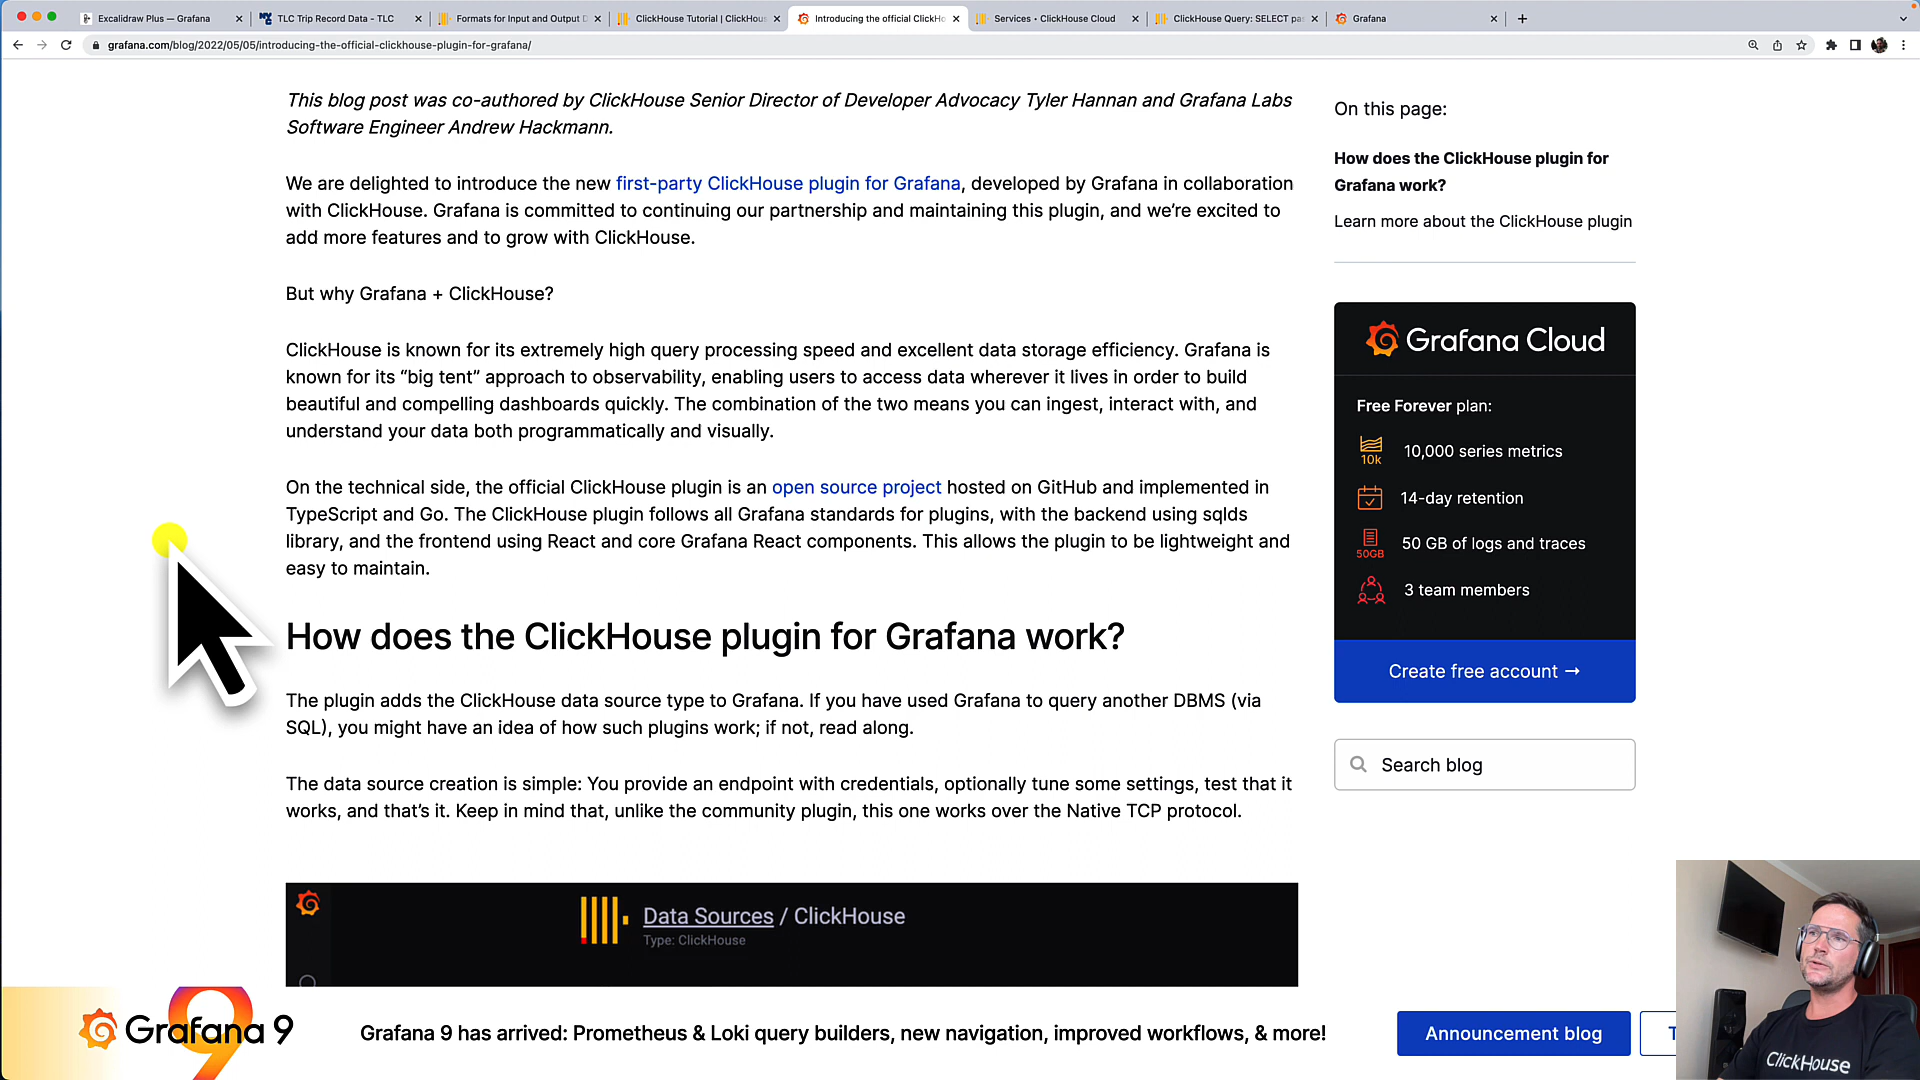 Excalidraw Plus — Grafana
TLC Trip Record Data - TLC
Formats for Input and Output D
ClickHouse Tutorial | ClickHous
Introducing the official ClickHo
Services • ClickHouse Cloud
ClickHouse Query: SELECT pas
Grafana
grafana.com/blog/2022/05/05/introducing-the-official-clickhouse-plugin-for-grafana/
This blog post was co-authored by ClickHouse Senior Director of Developer Advocacy Tyler Hannan and Grafana Labs
Software Engineer Andrew Hackmann.
We are delighted to introduce the new first-party ClickHouse plugin for Grafana, developed by Grafana in collaboration
with ClickHouse. Grafana is committed to continuing our partnership and maintaining this plugin, and we’re excited to
add more features and to grow with ClickHouse.
But why Grafana + ClickHouse?
ClickHouse is known for its extremely high query processing speed and excellent data storage efficiency. Grafana is
known for its “big tent” approach to observability, enabling users to access data wherever it lives in order to build
beautiful and compelling dashboards quickly. The combination of the two means you can ingest, interact with, and
understand your data both programmatically and visually.
On the technical side, the official ClickHouse plugin is an open source project hosted on GitHub and implemented in
TypeScript and Go. The ClickHouse plugin follows all Grafana standards for plugins, with the backend using sqlds
library, and the frontend using React and core Grafana React components. This allows the plugin to be lightweight and
easy to maintain.
How does the ClickHouse plugin for Grafana work?
The plugin adds the ClickHouse data source type to Grafana. If you have used Grafana to query another DBMS (via
SQL), you might have an idea of how such plugins work; if not, read along.
The data source creation is simple: You provide an endpoint with credentials, optionally tune some settings, test that it
works, and that’s it. Keep in mind that, unlike the community plugin, this one works over the Native TCP protocol.
Data Sources / ClickHouse
Type: ClickHouse
On this page:
How does the ClickHouse plugin for
Grafana work?
Learn more about the ClickHouse plugin
Grafana Cloud
Free Forever plan:
10k
10,000 series metrics
14-day retention
50GB
50 GB of logs and traces
3 team members
Create free account →
Search blog
Grafana 9
9
Grafana 9 has arrived: Prometheus & Loki query builders, new navigation, improved workflows, & more!
Announcement blog
ClickHouse